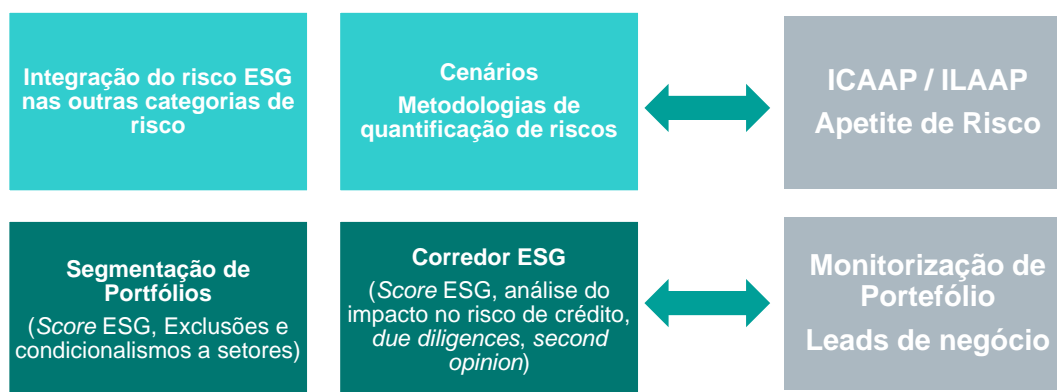 Integração do risco ESG
nas outras categorias de
risco
Cenários
Metodologias de
quantificação de riscos
ICAAP / ILAAP
Apetite de Risco
Segmentação de
Portfólios
(Score ESG, Exclusões e
condicionalismos a setores)
Corredor ESG
(Score ESG, análise do
impacto no risco de crédito,
due diligences, second
opinion)
Monitorização de
Portefólio
Leads de negócio